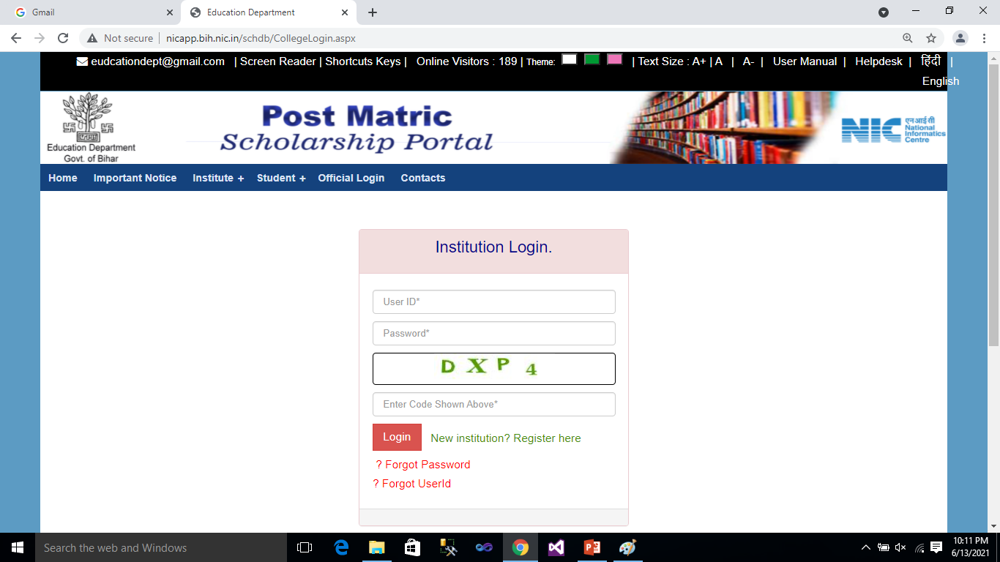 Gmail
Education Department
Not secure | nicapp.bih.nic.in/schdb/CollegeLogin.aspx
eudcationdept@gmail.com | Screen Reader | Shortcuts Keys | Online Visitors : 189 | Theme: | Text Size : A+ | A | A- | User Manual | Helpdesk | हिंदी |
English
Education Department
Govt. of Bihar
Post Matric
Scholarship Portal
NIC
एन आई सी
National
Informatics
Centre
Home Important Notice Institute + Student + Official Login Contacts
Institution Login.
User ID*
Password*
D X P 4
Enter Code Shown Above*
Login New institution? Register here
? Forgot Password
? Forgot UserId
Search the web and Windows
10:11 PM
6/13/2021